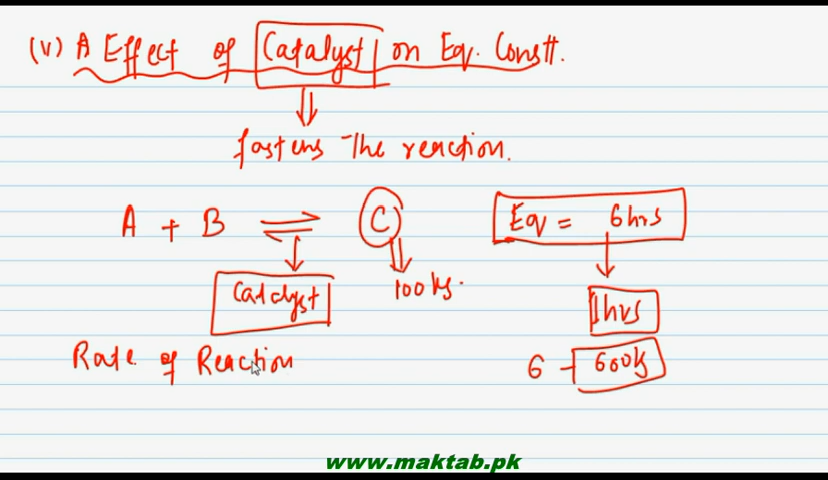 (v) A Effect of Catalyst on Eq. Constt.
fastens The reaction.
A + B ⇌ C Eq = 6hrs
Catalyst 100kg. 1hrs
Rate of Reaction 6 - 600kg
www.maktab.pk